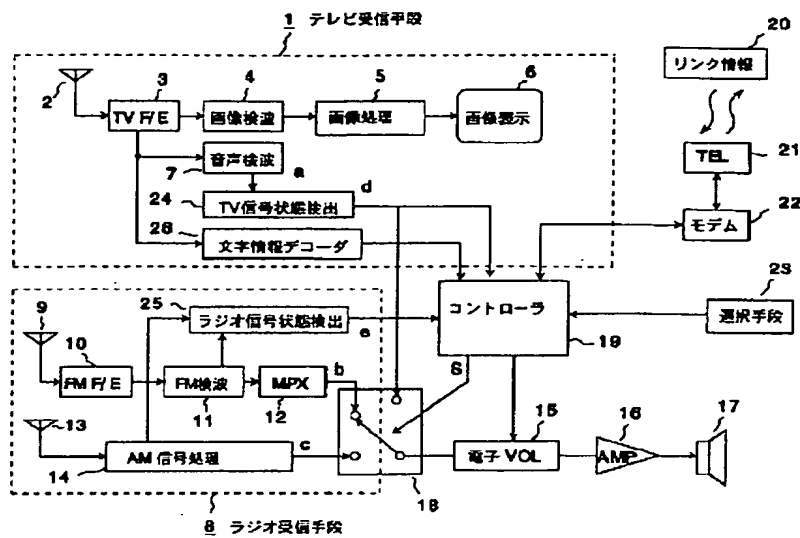 1 テレビ受信手段
20
リンク情報
2
3
TV F/E
4
画像検波
5
画像処理
6
画像表示
7
音声検波
a
21
TEL
24
TV信号状態検出
d
22
モデム
26
文字情報デコーダ
23
選択手段
コントローラ
19
9
25
ラジオ信号状態検出
e
10
FM F/E
FM検波
11
MPX
12
b
S
13
AM 信号処理
14
c
18
15
電子 VOL
16
AMP
17
8 ラジオ受信手段